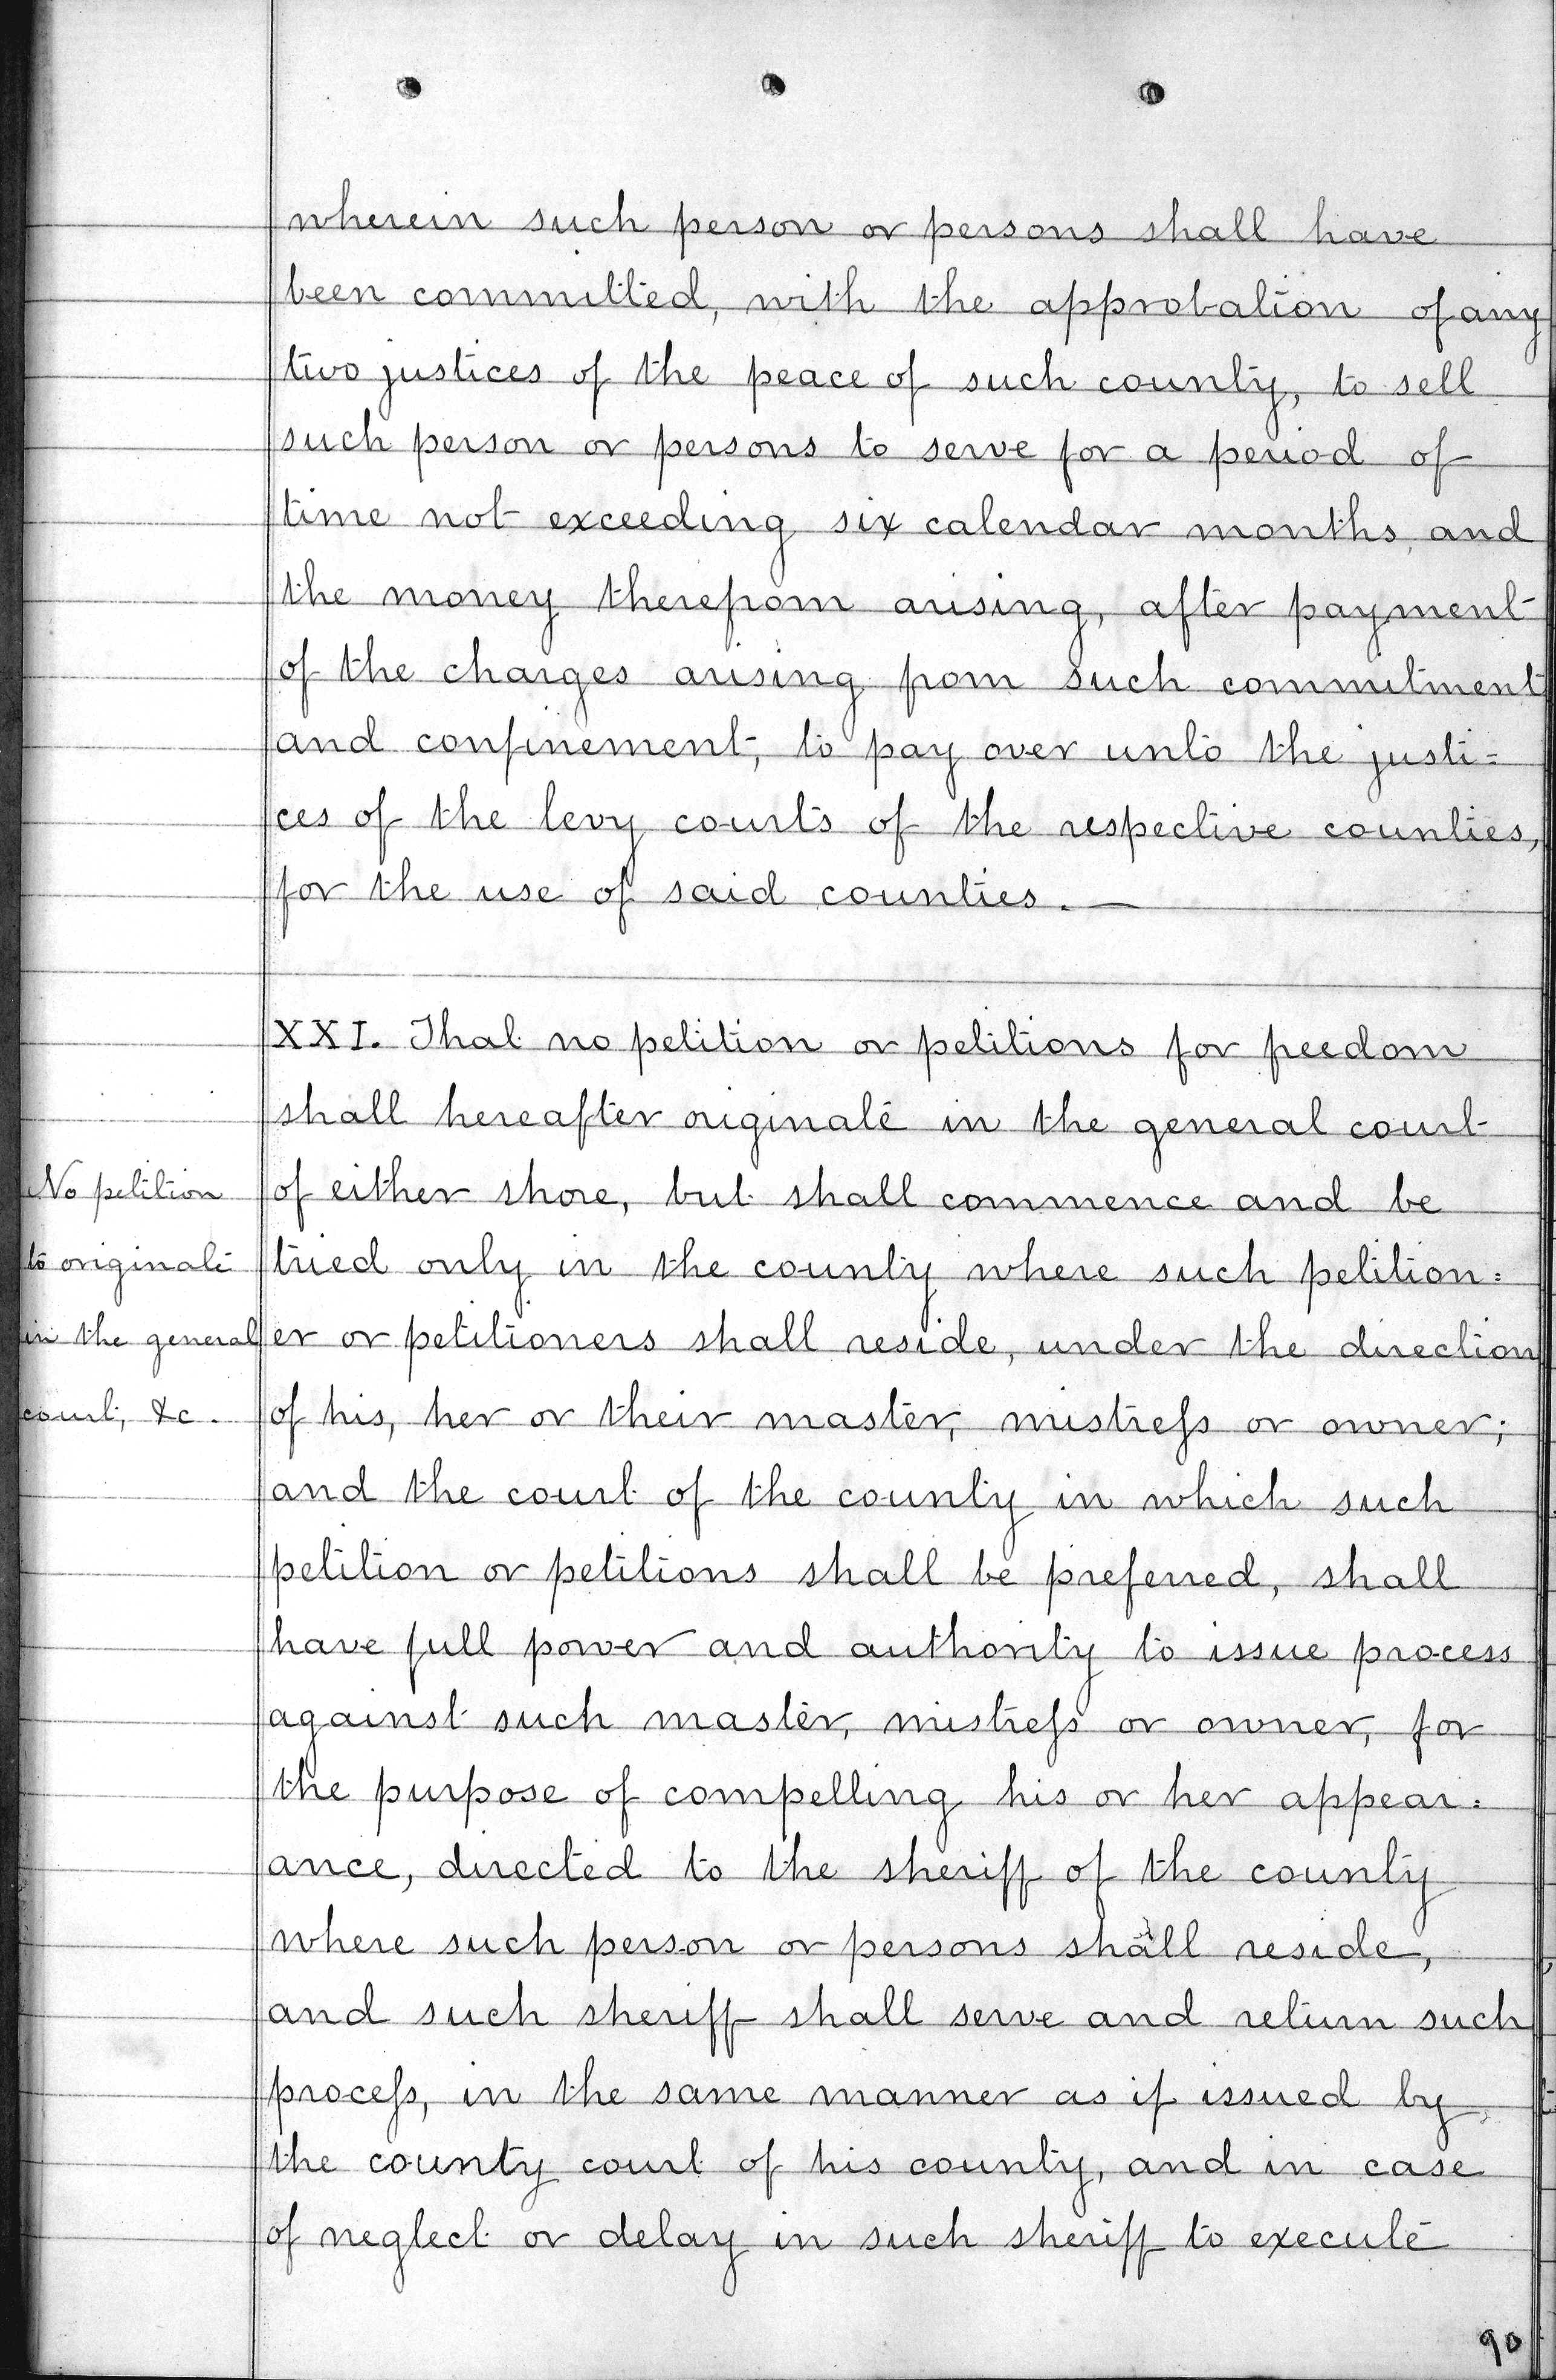 wherein such person or persons shall have
been committed, with the approbation of any
two justices of the peace of such county, to sell
such person or persons to serve for a period of
time not exceeding six calendar months, and
the money therefrom arising, after payment
of the charges arising from such commitment
and confinement, to pay over unto the justi=
ces of the levy courts of the respective counties,
for the use of said counties. —
XXI. That no petition or petitions for freedom
shall hereafter originate in the general court
of either shore, but shall commence and be
tried only in the county where such petition=
er or petitioners shall reside, under the direction
of his, her or their master, mistreſs or owner;
and the court of the county in which such
petition or petitions shall be preferred, shall
have full power and authority to issue process
against such master, mistreſs or owner, for
the purpose of compelling his or her appear=
ance, directed to the sheriff of the county
where such person or persons shall reside,
and such sheriff shall serve and return such
proceſs, in the same manner as if issued by
the county court of his county, and in case
of neglect or delay in such sheriff to execute
No petition
to originate
in the general
court, &c.
90